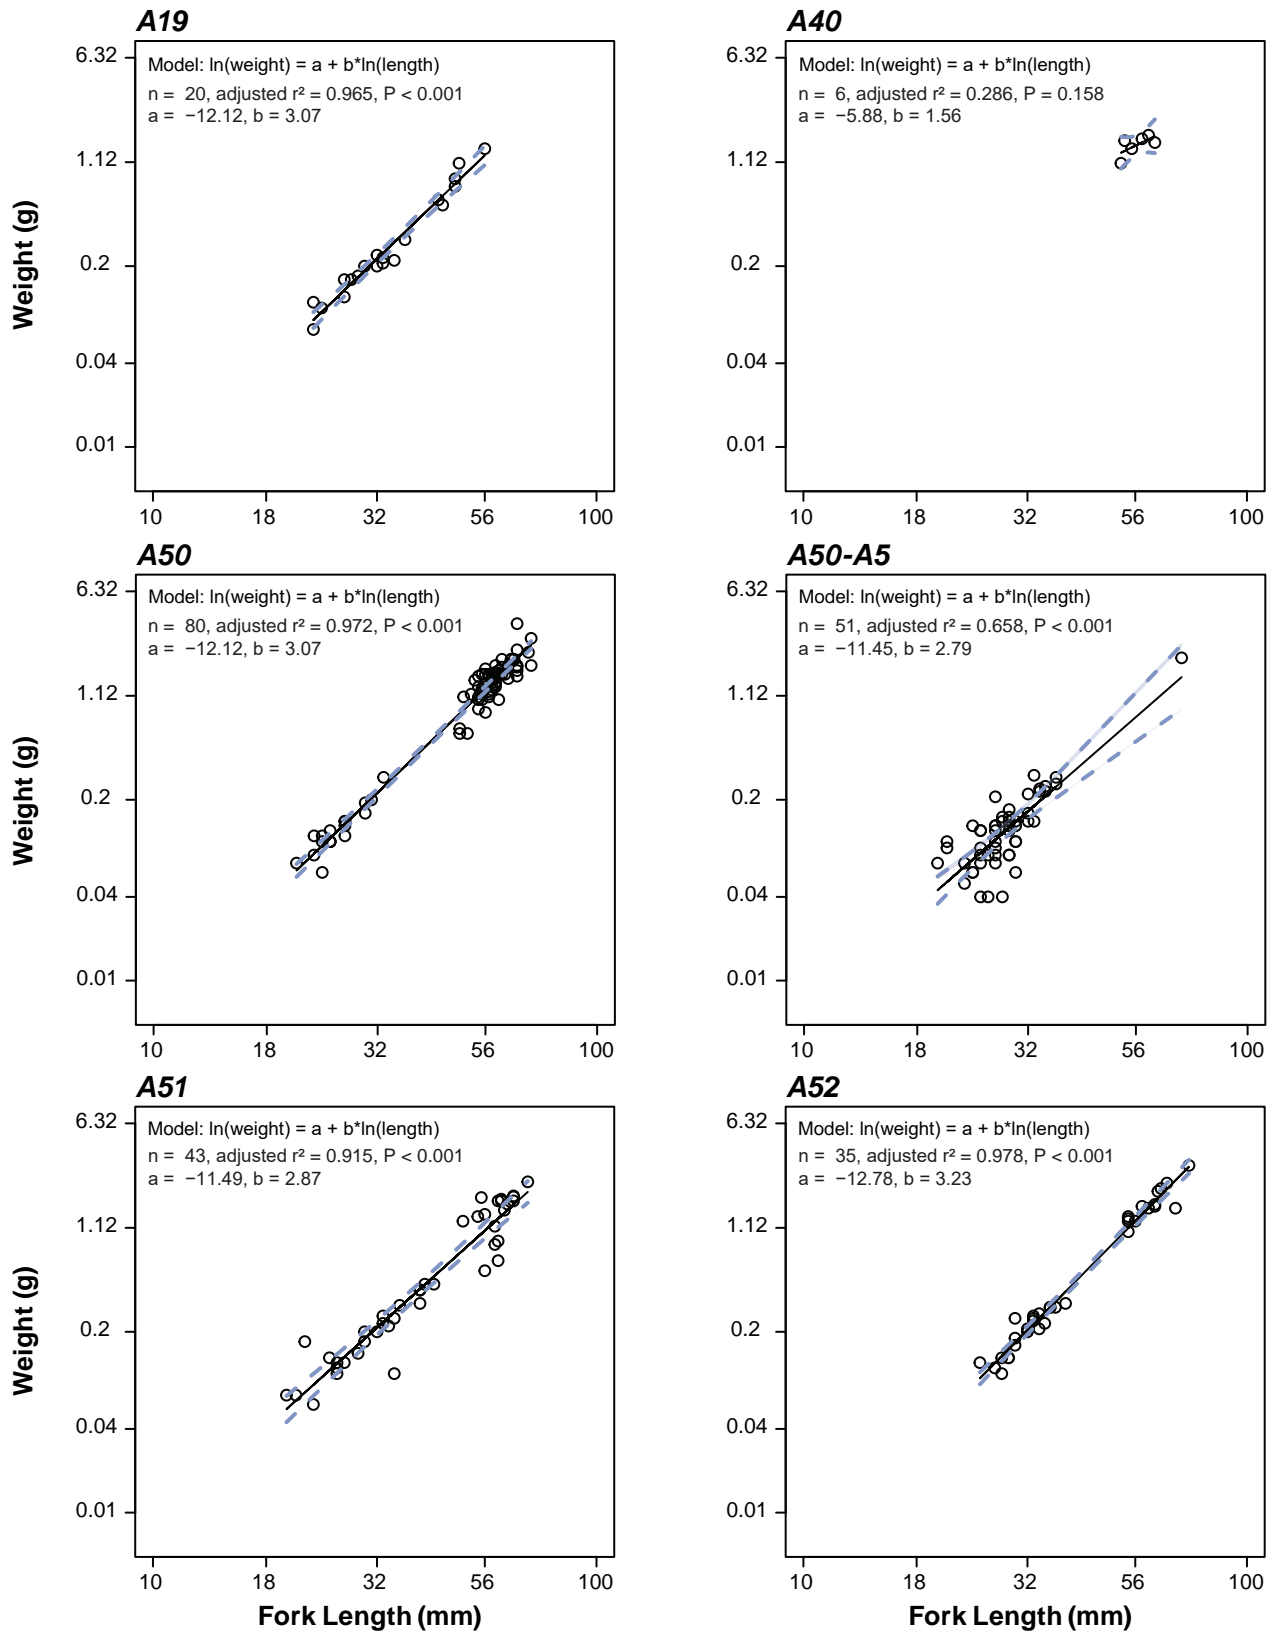 A19
A40
6.32
Model: ln(weight) = a + b*ln(length)
n = 20, adjusted r² = 0.965, P < 0.001
a = −12.12, b = 3.07
1.12
0.2
0.04
0.01
Weight (g)
10 18 32 56 100
6.32
Model: ln(weight) = a + b*ln(length)
n = 6, adjusted r² = 0.286, P = 0.158
a = −5.88, b = 1.56
1.12
0.2
0.04
0.01
10 18 32 56 100
A50
A50-A5
6.32
Model: ln(weight) = a + b*ln(length)
n = 80, adjusted r² = 0.972, P < 0.001
a = −12.12, b = 3.07
1.12
0.2
0.04
0.01
Weight (g)
10 18 32 56 100
6.32
Model: ln(weight) = a + b*ln(length)
n = 51, adjusted r² = 0.658, P < 0.001
a = −11.45, b = 2.79
1.12
0.2
0.04
0.01
10 18 32 56 100
A51
A52
6.32
Model: ln(weight) = a + b*ln(length)
n = 43, adjusted r² = 0.915, P < 0.001
a = −11.49, b = 2.87
1.12
0.2
0.04
0.01
Weight (g)
10 18 32 56 100
Fork Length (mm)
6.32
Model: ln(weight) = a + b*ln(length)
n = 35, adjusted r² = 0.978, P < 0.001
a = −12.78, b = 3.23
1.12
0.2
0.04
0.01
10 18 32 56 100
Fork Length (mm)